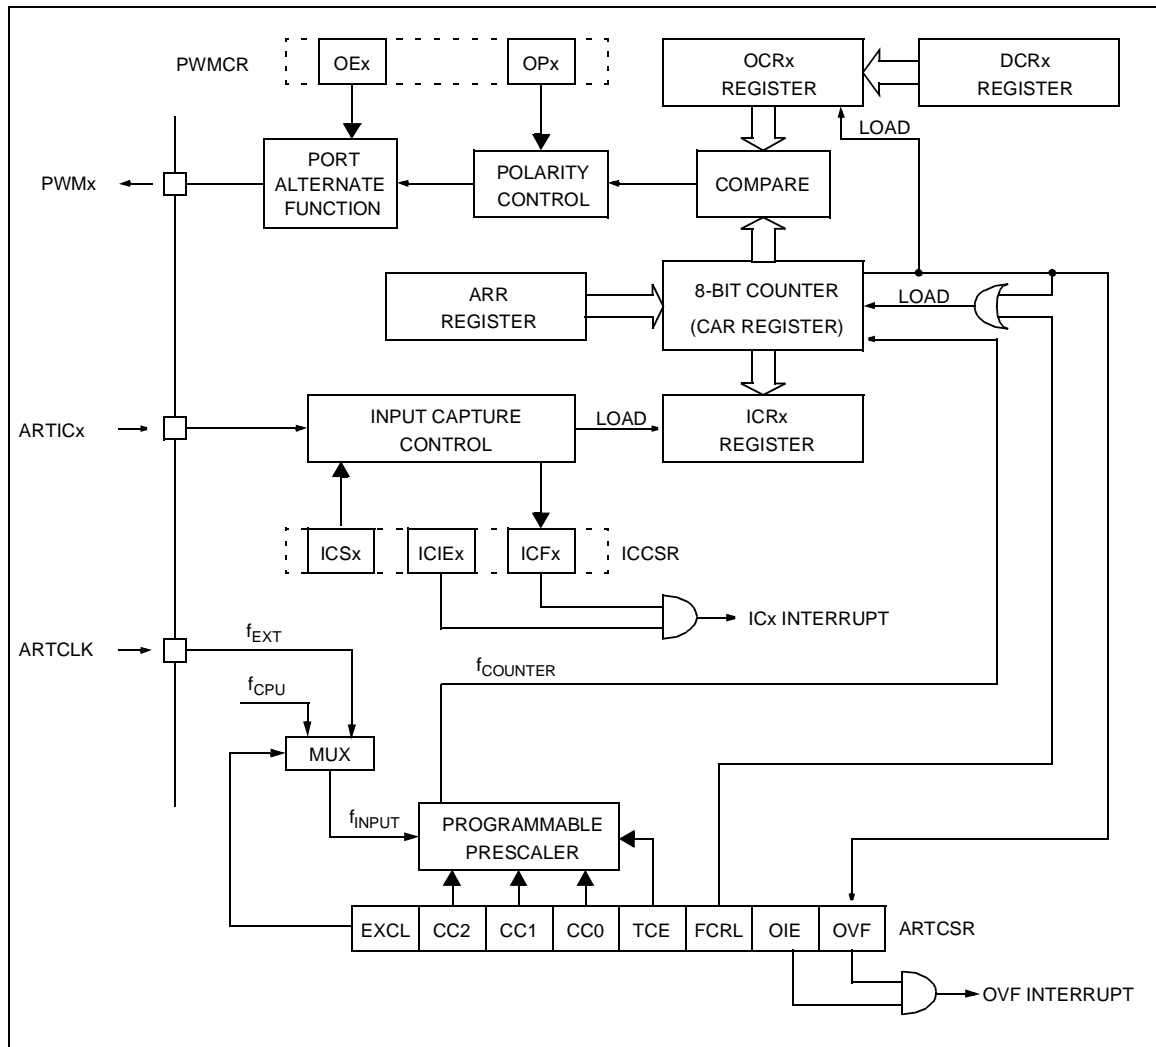 PWMCR
OEx
OPx
OCRx
REGISTER
DCRx
REGISTER
LOAD
PWMx
PORT
ALTERNATE
FUNCTION
POLARITY
CONTROL
COMPARE
ARR
REGISTER
8-BIT COUNTER
(CAR REGISTER)
LOAD
ARTICx
INPUT CAPTURE
CONTROL
LOAD
ICRx
REGISTER
ICSx
ICIEx
ICFx
ICCSR
ICx INTERRUPT
ARTCLK
fEXT
fCPU
fCOUNTER
MUX
fINPUT
PROGRAMMABLE
PRESCALER
EXCL CC2 CC1 CC0 TCE FCRL OIE OVF ARTCSR
OVF INTERRUPT